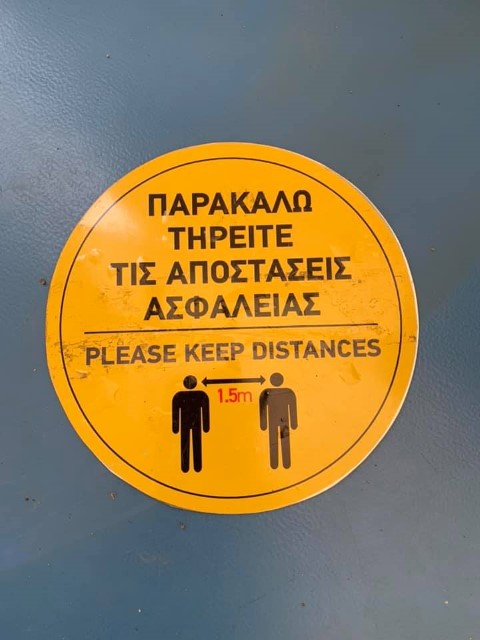 ΠΑΡΑΚΑΛΩ
ΤΗΡΕΙΤΕ
ΤΙΣ ΑΠΟΣΤΑΣΕΙΣ
ΑΣΦΑΛΕΙΑΣ
PLEASE KEEP DISTANCES
1.5m